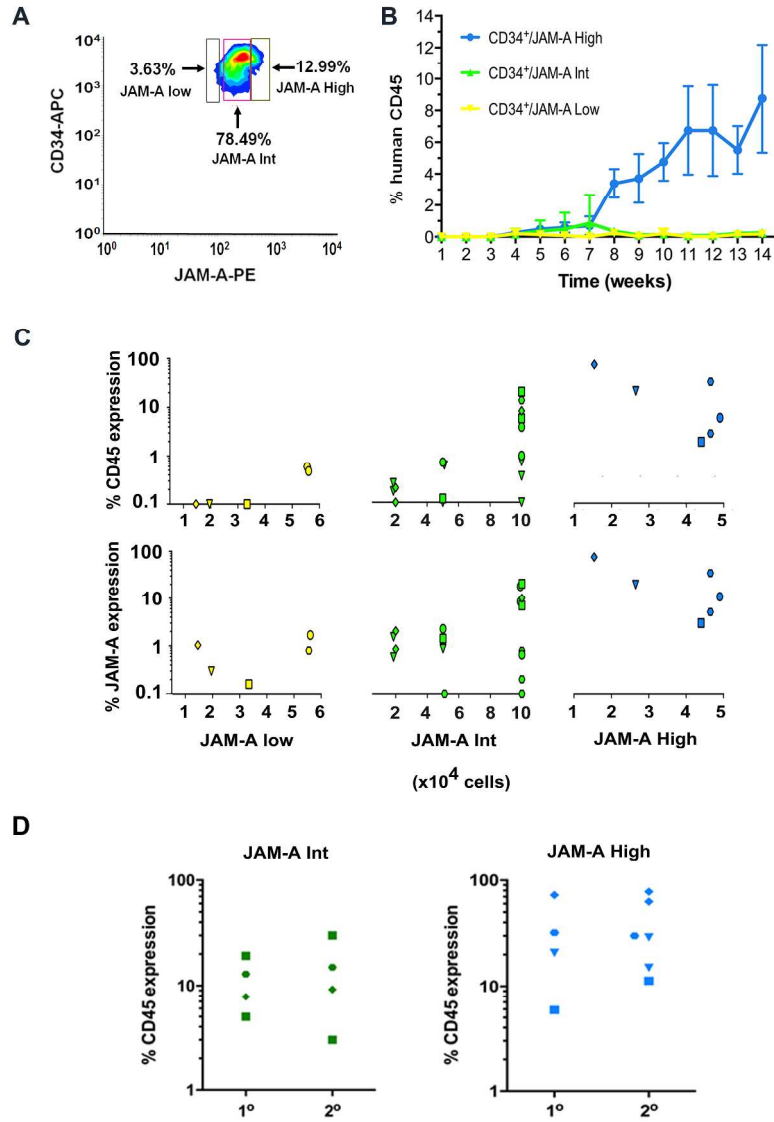 A
CD34-APC
10⁴
10³
10²
10¹
10⁰
3.63%
JAM-A low
12.99%
JAM-A High
78.49%
JAM-A Int
10⁰ 10¹ 10² 10³ 10⁴
JAM-A-PE
B
% human CD45
14
12
10
8
6
4
2
0
CD34⁺/JAM-A High
CD34⁺/JAM-A Int
CD34⁺/JAM-A Low
1 2 3 4 5 6 7 8 9 10 11 12 13 14
Time (weeks)
C
% CD45 expression
100
10
1
0.1
1 2 3 4 5 6
2 4 6 8 10
1 2 3 4 5
% JAM-A expression
100
10
1
0.1
1 2 3 4 5 6
2 4 6 8 10
1 2 3 4 5
JAM-A low
JAM-A Int
JAM-A High
(x10⁴ cells)
D
JAM-A Int
% CD45 expression
100
10
1
1º 2º
JAM-A High
% CD45 expression
100
10
1
1º 2º